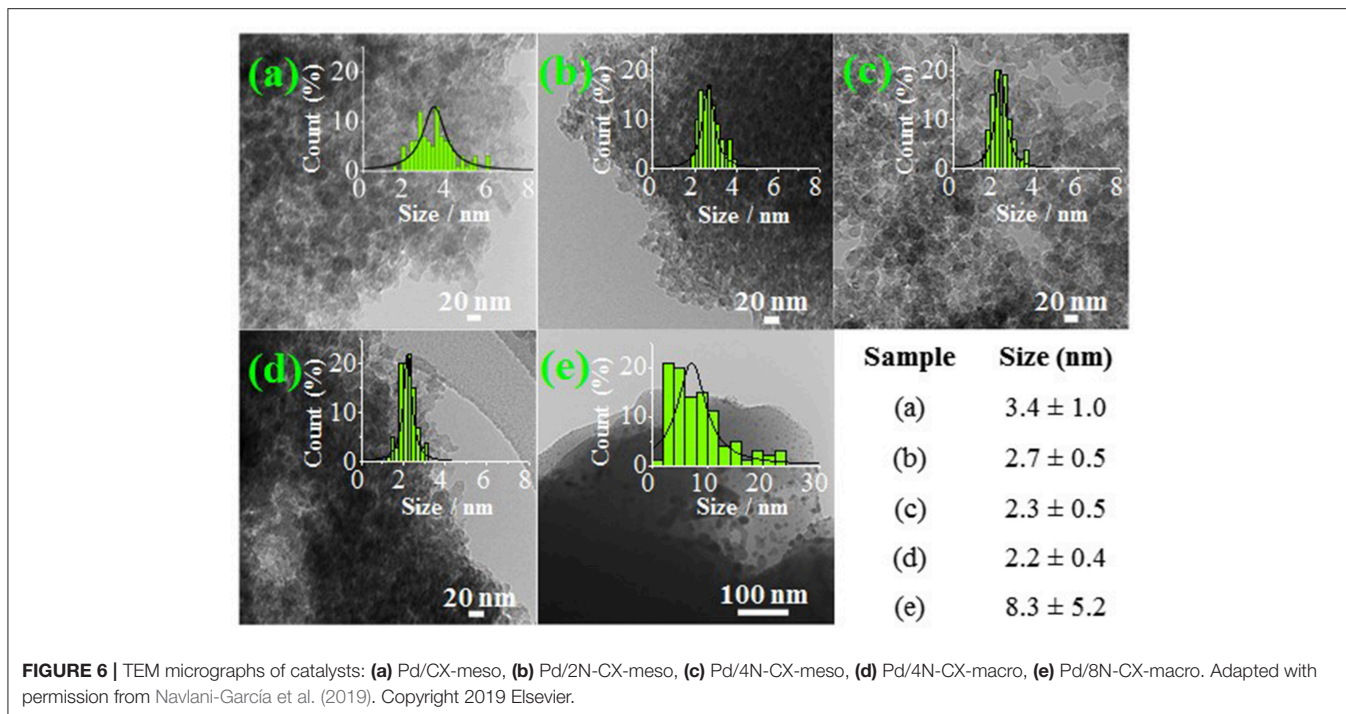 (a)
Count (%)
20
10
0
0 2 4 6 8
Size / nm
20 nm
(b)
Count (%)
20
10
0
0 2 4 6 8
Size / nm
20 nm
(c)
Count (%)
20
10
0
0 2 4 6 8
Size / nm
20 nm
(d)
Count (%)
20
10
0
0 2 4 6 8
Size / nm
20 nm
(e)
Count (%)
20
10
0
0 10 20 30
Size / nm
100 nm
Sample Size (nm)
(a) 3.4 ± 1.0
(b) 2.7 ± 0.5
(c) 2.3 ± 0.5
(d) 2.2 ± 0.4
(e) 8.3 ± 5.2
FIGURE 6 | TEM micrographs of catalysts: (a) Pd/CX-meso, (b) Pd/2N-CX-meso, (c) Pd/4N-CX-meso, (d) Pd/4N-CX-macro, (e) Pd/8N-CX-macro. Adapted with
permission from Navlani-García et al. (2019). Copyright 2019 Elsevier.